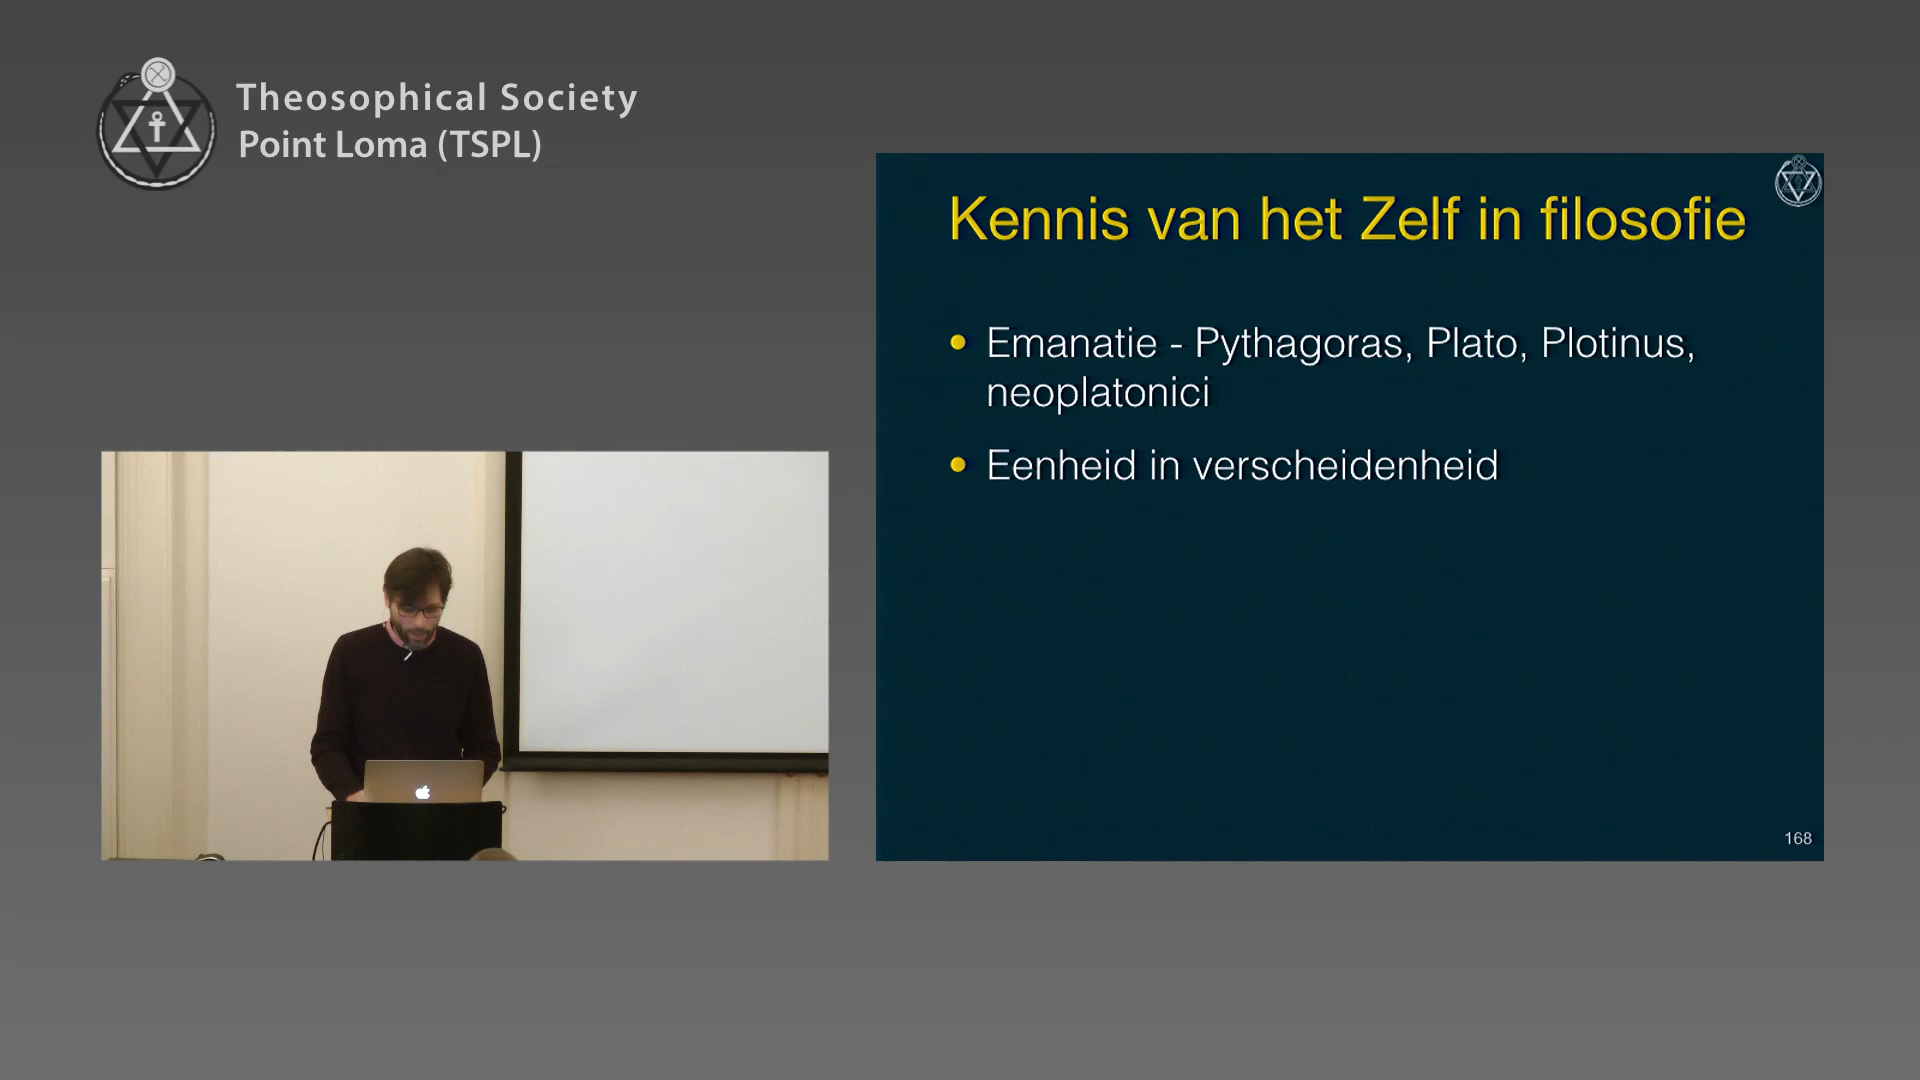 Theosophical Society
Point Loma (TSPL)
Kennis van het Zelf in filosofie
Emanatie - Pythagoras, Plato, Plotinus,
neoplatonici
Eenheid in verscheidenheid
168